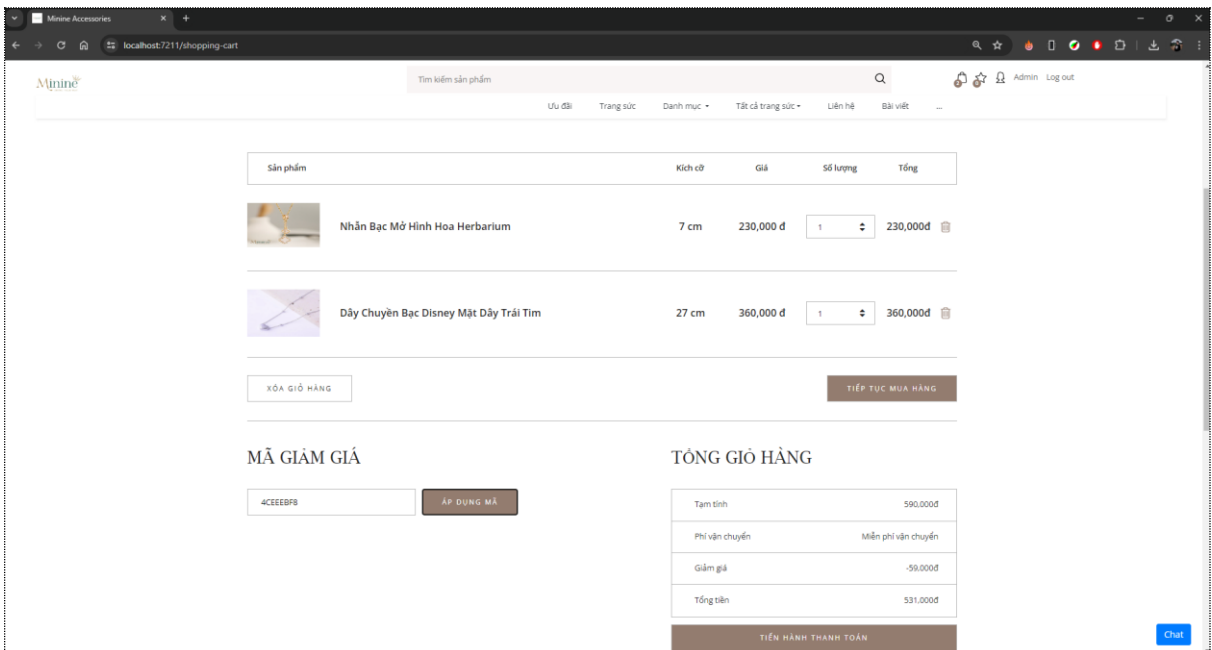 Minine Accessories
localhost:7211/shopping-cart
Minine
Tìm kiếm sản phẩm
Admin Log out
Ưu đãi Trang sức Danh mục Tất cả trang sức Liên hệ Bài viết ...
Sản phẩm Kích cỡ Giá Số lượng Tổng
Nhẫn Bạc Mở Hình Hoa Herbarium 7 cm 230,000 đ 1 230,000đ
Dây Chuyền Bạc Disney Mặt Dây Trái Tim 27 cm 360,000 đ 1 360,000đ
XÓA GIỎ HÀNG TIẾP TỤC MUA HÀNG
MÃ GIẢM GIÁ TỔNG GIỎ HÀNG
4CEEEBF8 ÁP DỤNG MÃ
Tạm tính 590,000đ
Phí vận chuyển Miễn phí vận chuyển
Giảm giá -59,000đ
Tổng tiền 531,000đ
TIẾN HÀNH THANH TOÁN
Chat